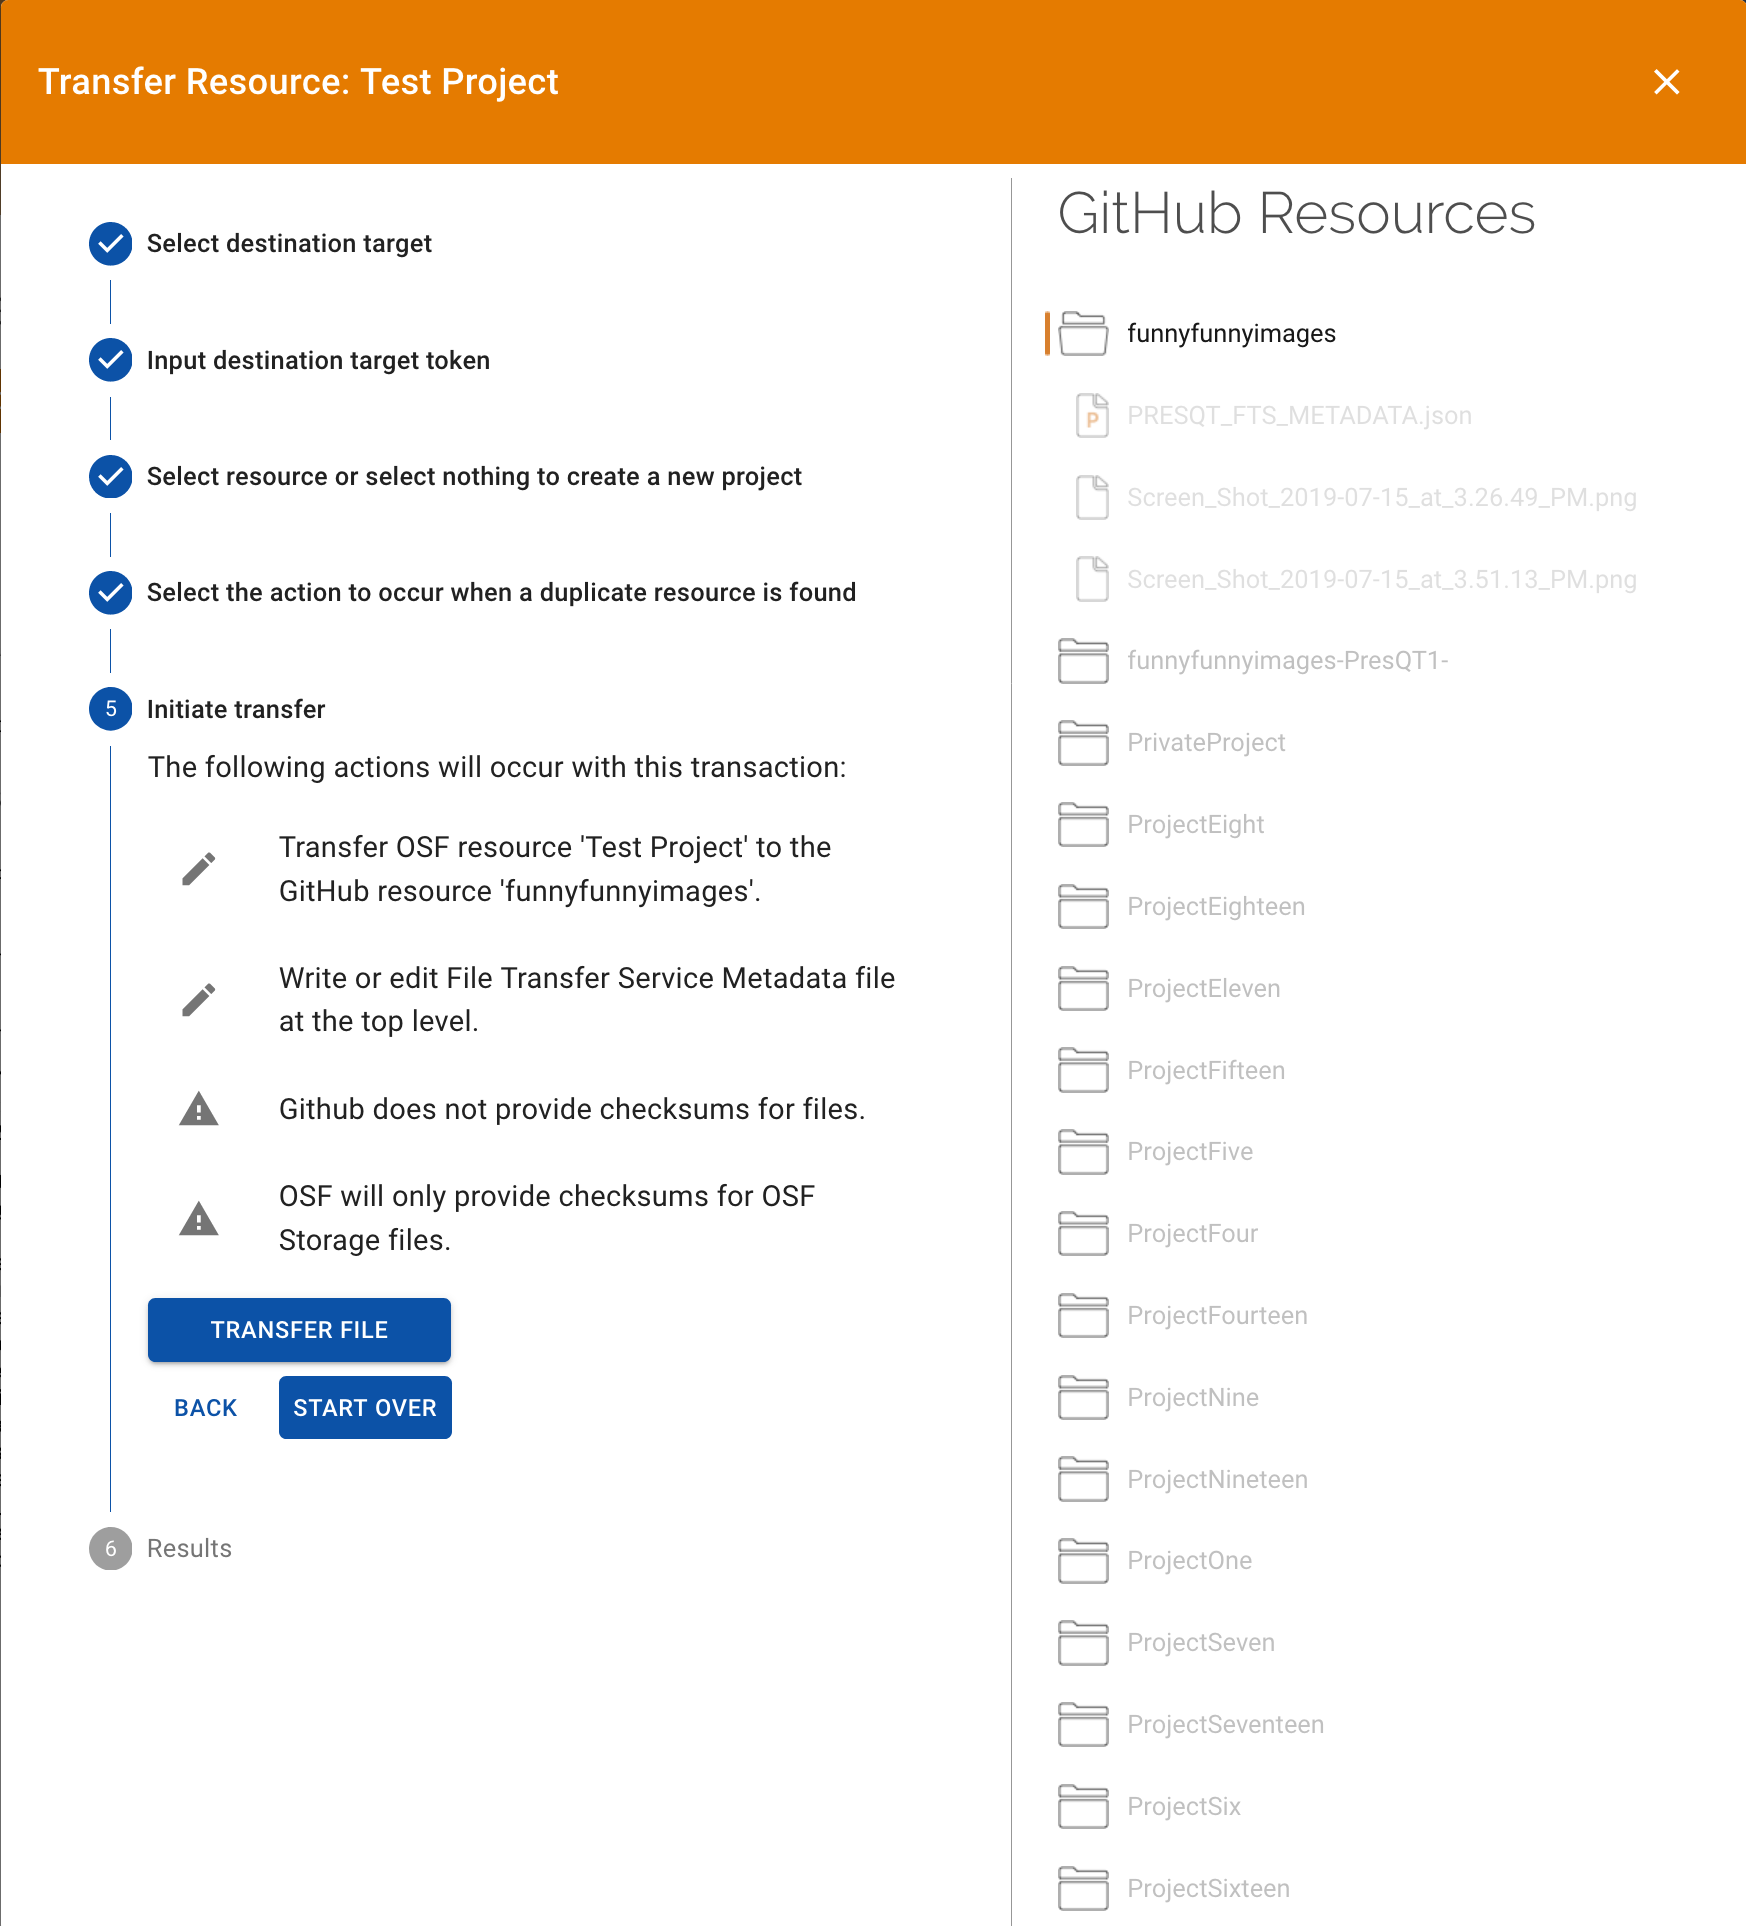 Transfer Resource: Test Project
Select destination target
Input destination target token
Select resource or select nothing to create a new project
Select the action to occur when a duplicate resource is found
5 Initiate transfer
The following actions will occur with this transaction:
Transfer OSF resource 'Test Project' to the
GitHub resource 'funnyfunnyimages'.
Write or edit File Transfer Service Metadata file
at the top level.
Github does not provide checksums for files.
OSF will only provide checksums for OSF
Storage files.
TRANSFER FILE
BACK START OVER
6 Results
GitHub Resources
funnyfunnyimages
P PRESQT_FTS_METADATA.json
Screen_Shot_2019-07-15_at_3.26.49_PM.png
Screen_Shot_2019-07-15_at_3.51.13_PM.png
funnyfunnyimages-PresQT1-
PrivateProject
ProjectEight
ProjectEighteen
ProjectEleven
ProjectFifteen
ProjectFive
ProjectFour
ProjectFourteen
ProjectNine
ProjectNineteen
ProjectOne
ProjectSeven
ProjectSeventeen
ProjectSix
ProjectSixteen